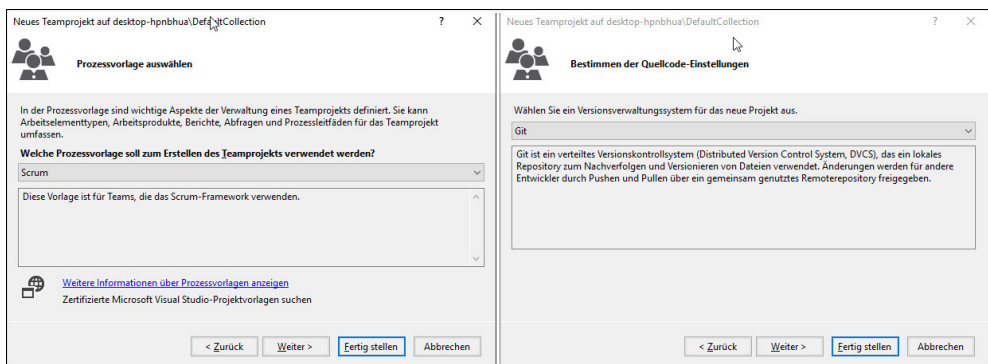 Neues Teamprojekt auf desktop-hpnbhua\DefaultCollection
Prozessvorlage auswählen
In der Prozessvorlage sind wichtige Aspekte der Verwaltung eines Teamprojekts definiert. Sie kann
Arbeitselementtypen, Arbeitsprodukte, Berichte, Abfragen und Prozessleitfäden für das Teamprojekt
umfassen.
Welche Prozessvorlage soll zum Erstellen des Teamprojekts verwendet werden?
Scrum
Diese Vorlage ist für Teams, die das Scrum-Framework verwenden.
Weitere Informationen über Prozessvorlagen anzeigen
Zertifizierte Microsoft Visual Studio-Projektvorlagen suchen
< Zurück
Weiter >
Fertig stellen
Abbrechen
Neues Teamprojekt auf desktop-hpnbhua\DefaultCollection
Bestimmen der Quellcode-Einstellungen
Wählen Sie ein Versionsverwaltungssystem für das neue Projekt aus.
Git
Git ist ein verteiltes Versionskontrollsystem (Distributed Version Control System, DVCS), das ein lokales
Repository zum Nachverfolgen und Versionieren von Dateien verwendet. Änderungen werden für andere
Entwickler durch Pushen und Pullen über ein gemeinsam genutztes Remoterepository freigegeben.
< Zurück
Weiter >
Fertig stellen
Abbrechen